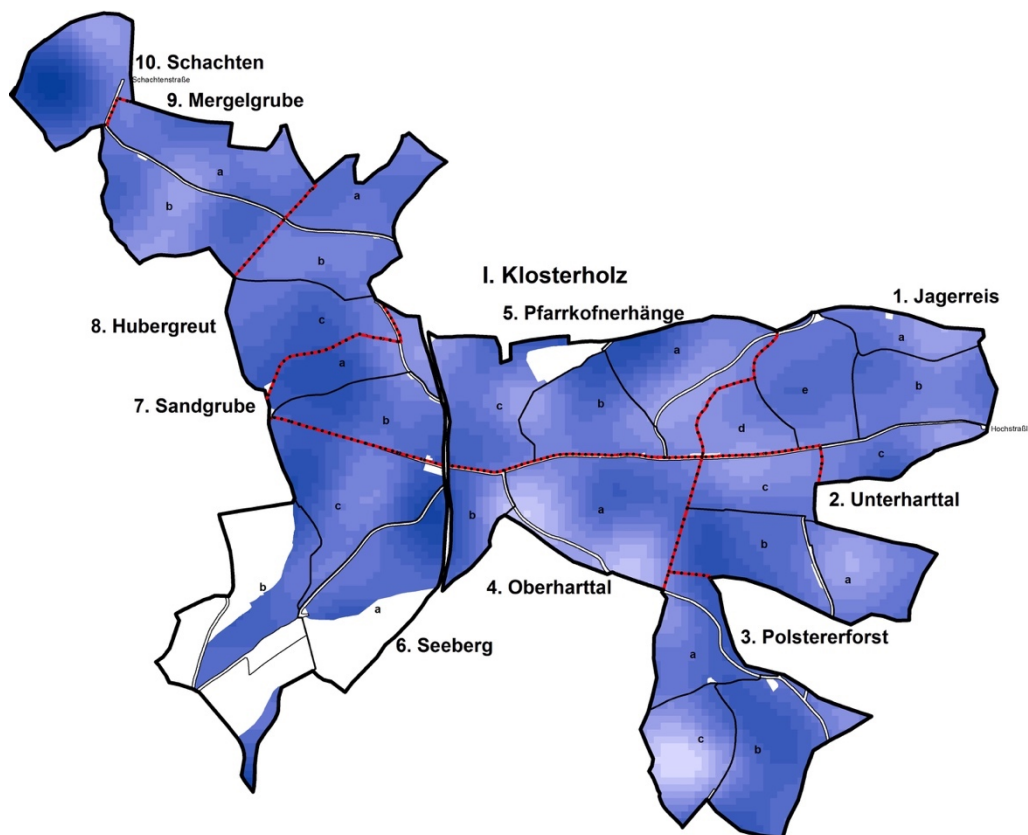 10. Schachten
Schachtenstraße
9. Mergelgrube
a
a
b
b
I. Klosterholz
1. Jagerreis
5. Pfarrkofnerhänge
8. Hubergreut
c
a
a
a
e
b
c
b
7. Sandgrube
b
d
Hochstraßl
c
c
c
2. Unterharttal
b
a
b
a
4. Oberharttal
b
a
3. Polstererforst
6. Seeberg
a
c
b